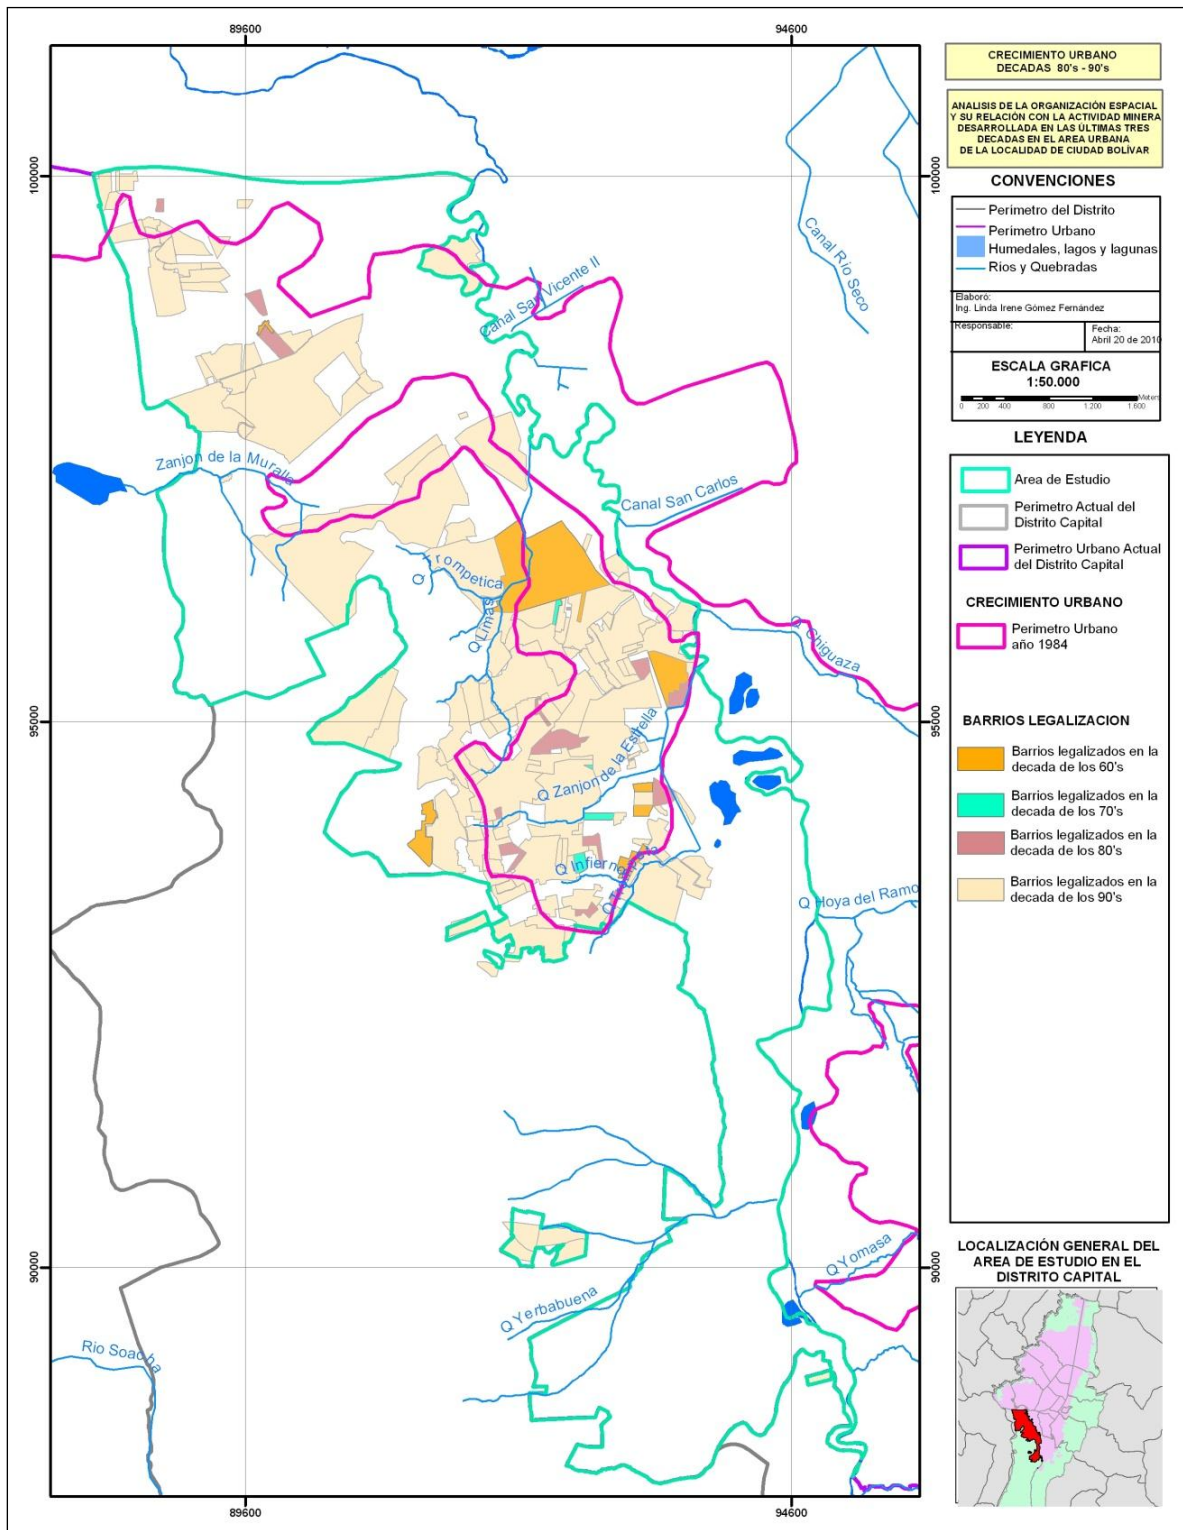 89600
94600
100000
100000
95000
95000
90000
90000
89600
94600
Canal Rio Seco
Canal San Vicente II
Zanjon de la Muralla
Canal San Carlos
Q Trompetica
Q Limas
Q Chiguaza
Q Zanjon de la Estrella
Q Infierno
Q Hoya del Ramo
Q Yomasa
Q Yerbabuena
Rio Soacha
CRECIMIENTO URBANO
DECADAS 80's - 90's
ANALISIS DE LA ORGANIZACIÓN ESPACIAL
Y SU RELACIÓN CON LA ACTIVIDAD MINERA
DESARROLLADA EN LAS ÚLTIMAS TRES
DECADAS EN EL AREA URBANA
DE LA LOCALIDAD DE CIUDAD BOLÍVAR
CONVENCIONES
Perimetro del Distrito
Perimetro Urbano
Humedales, lagos y lagunas
Rios y Quebradas
Elaboró:
Ing. Linda Irene Gómez Fernández
Responsable:
Fecha:
Abril 20 de 2010
ESCALA GRAFICA
1:50.000
Meters
0 200 400 800 1.200 1.600
LEYENDA
Area de Estudio
Perimetro Actual del
Distrito Capital
Perimetro Urbano Actual
del Distrito Capital
CRECIMIENTO URBANO
Perimetro Urbano
año 1984
BARRIOS LEGALIZACION
Barrios legalizados en la
decada de los 60's
Barrios legalizados en la
decada de los 70's
Barrios legalizados en la
decada de los 80's
Barrios legalizados en la
decada de los 90's
LOCALIZACIÓN GENERAL DEL
AREA DE ESTUDIO EN EL
DISTRITO CAPITAL